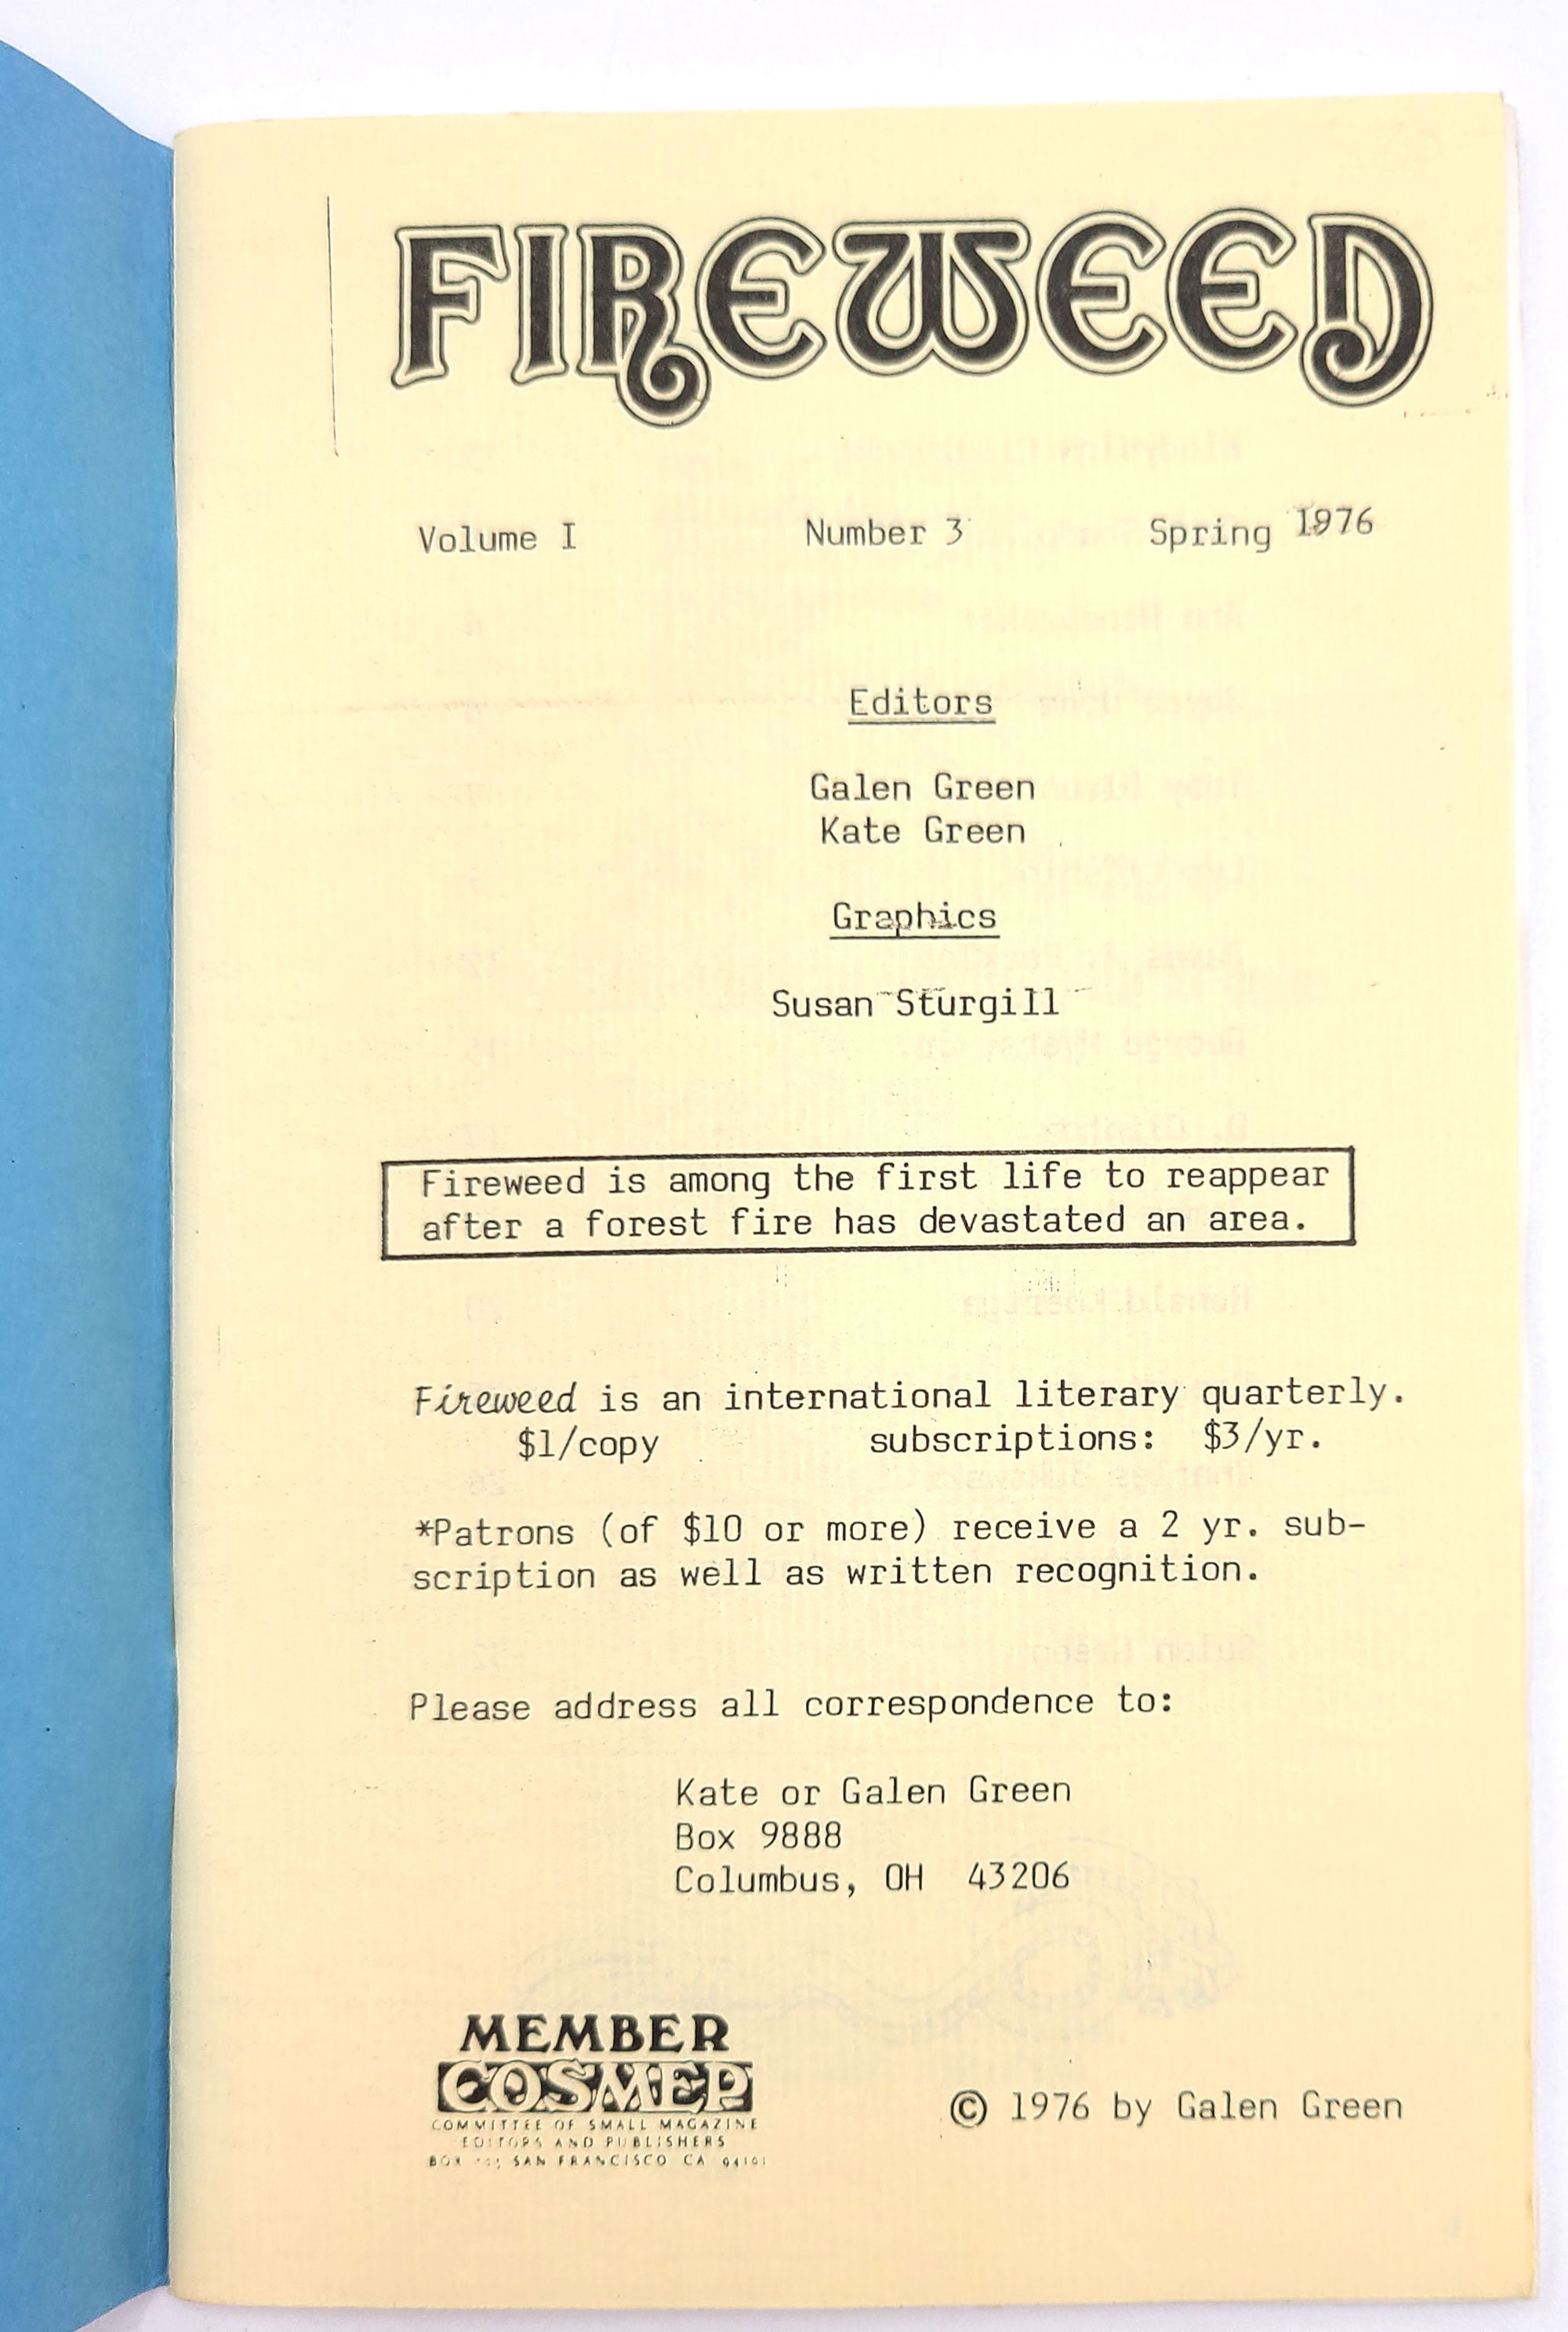 FIREWEED
Volume I Number 3 Spring 1976
Editors
Galen Green
Kate Green
Graphics
Susan Sturgill
Fireweed is among the first life to reappear
after a forest fire has devastated an area.
Fireweed is an international literary quarterly.
$1/copy subscriptions: $3/yr.
*Patrons (of $10 or more) receive a 2 yr. sub-
scription as well as written recognition.
Please address all correspondence to:
Kate or Galen Green
Box 9888
Columbus, OH 43206
MEMBER
COSMEP
COMMITTEE OF SMALL MAGAZINE
EDITORS AND PUBLISHERS
BOX SAN FRANCISCO CA 94101
© 1976 by Galen Green